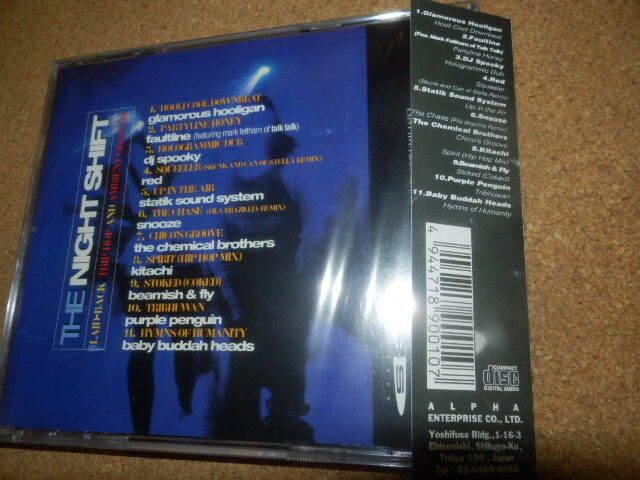 THE NIGHT SHIFT
LAID-BACK TRIP HOP AND AMBIENT GROOVES
1. HOOLI COOL DOWNBEAT
glamorous hooligan
2. PARTYLINE HONEY
faultline (featuring mark feltham of talk talk)
3. HOLOGRAMMIC DUB
dj spooky
4. SQUEELER (SKUNK AND CAN OF STELLA REMIX)
red
5. UP IN THE AIR
statik sound system
6. THE CHASE (FILA BRAZILLIA REMIX)
snooze
7. CHICO'S GROOVE
the chemical brothers
8. SPIRIT (HIP HOP MIX)
kitachi
9. STOKED (COKED)
beamish & fly
10. TRIBHUWAN
purple penguin
11. HYMNS OF HUMANITY
baby buddah heads
1.Glamorous Hooligan
Hooli Cool Downbeat
2.Faultline
(Fea. Mark Feltham of Talk Talk)
Partyline Honey
3.DJ Spooky
Hologrammic Dub
4.Red
Squeeler
(Skunk and Can of Stella Remix)
5.Statik Sound System
Up in the Air
6.Snooze
The Chase (Fila Brazillia Remix)
The Chemical Brothers
Chico's Groove
8.Kitachi
Spirit (Hip Hop Mix)
9.Beamish & Fly
Stoked (Coked)
10.Purple Penguin
Tribhuwan
11.Baby Buddah Heads
Hymns of Humanity
4 944718 900107
COMPACT
disc
DIGITAL AUDIO
ALPHA
ENTERPRISE CO., LTD.
Yoshifusa Bldg.,1-16-3
Ebisunishi, Shibuya-Ku,
Tokyo 150 , Japan
Tel : 03-5489-4660